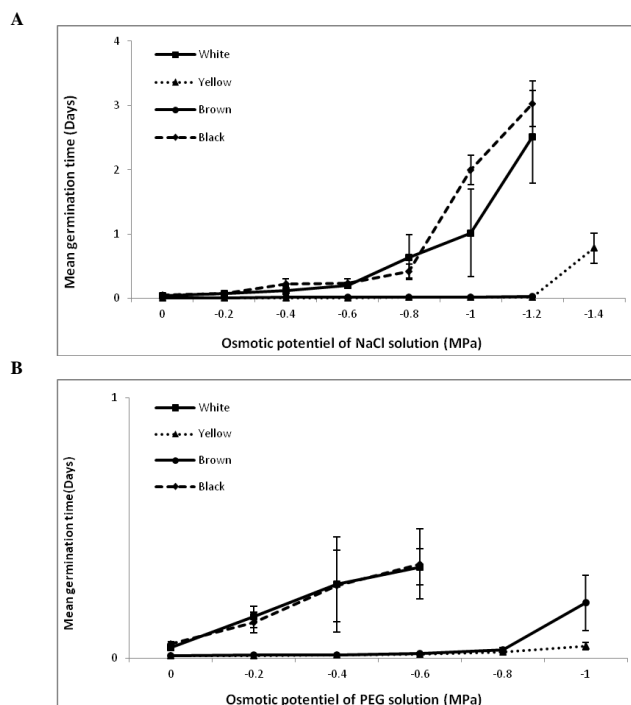 A
4
3
2
1
0
Mean germination time (Days)
White
Yellow
Brown
Black
0 -0.2 -0.4 -0.6 -0.8 -1 -1.2 -1.4
Osmotic potentiel of NaCl solution (MPa)
B
1
0
Mean germination time(Days)
White
Yellow
Brown
Black
0 -0.2 -0.4 -0.6 -0.8 -1
Osmotic potentiel of PEG solution (MPa)